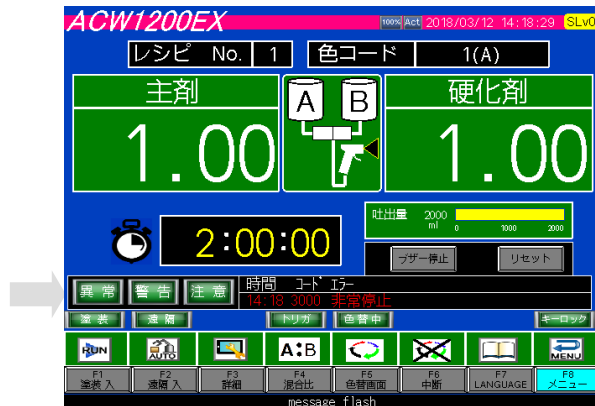 ACW1200EX
100% Act 2018/03/12 14:18:29 SLv0
レシピ No. 1 色コード 1(A)
主剤 A B 硬化剤
1.00 1.00
吐出量 2000 ml 0 1000 2000
2:00:00
ブザー停止 リセット
異常 警告 注意 時間 コード エラー
14:18 3000 非常停止
塗装 遠隔 トリガ 色替中 キーロック
RUN AUTO A:B MENU
F1 F2 F3 F4 F5 F6 F7 F8
塗装入 遠隔入 詳細 混合比 色替画面 中断 LANGUAGE メニュー
message flash